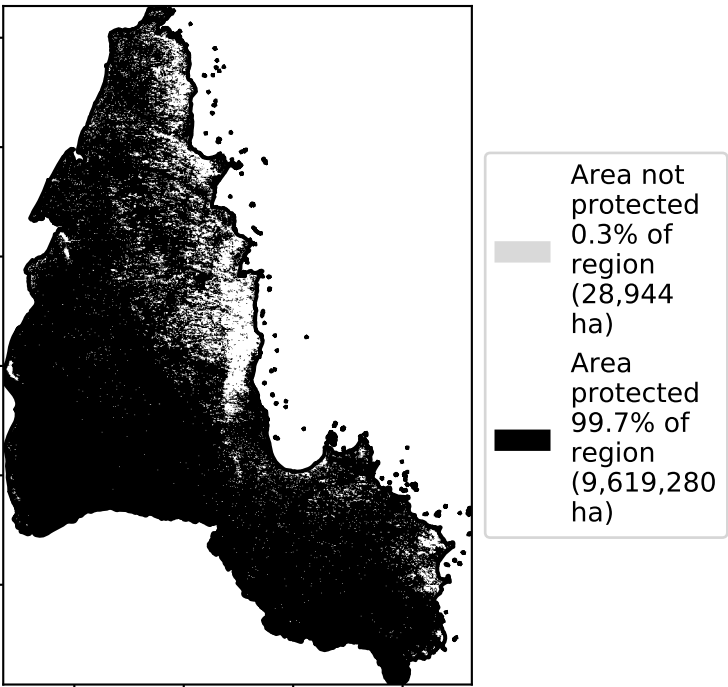 Area not
protected
0.3% of
region
(28,944
ha)
Area
protected
99.7% of
region
(9,619,280
ha)